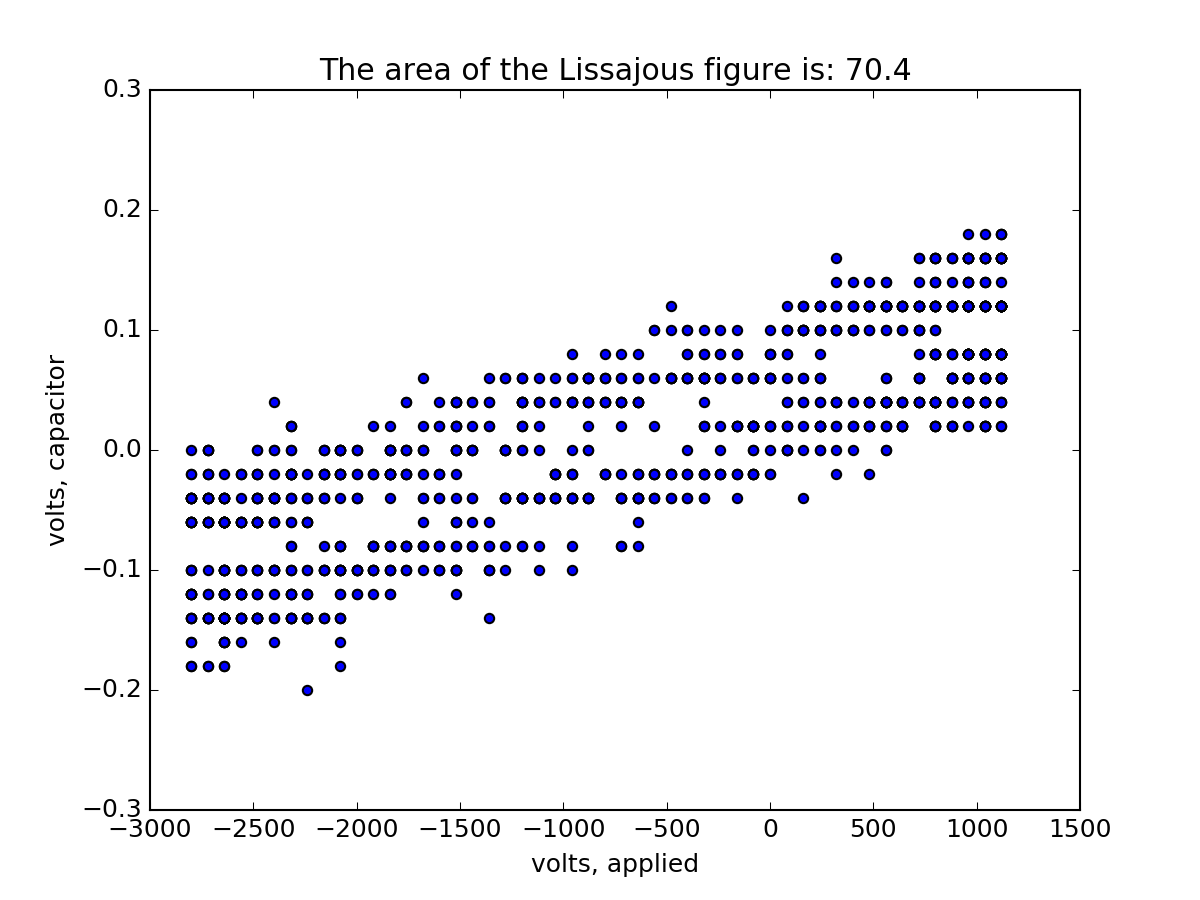 The area of the Lissajous figure is: 70.4
0.3
0.2
0.1
0.0
−0.1
−0.2
−0.3
volts, capacitor
−3000 −2500 −2000 −1500 −1000 −500 0 500 1000 1500
volts, applied